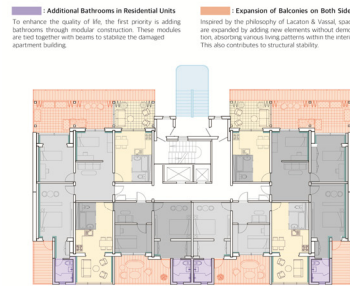 : Additional Bathrooms in Residential Units
To enhance the quality of life, the first priority is adding
bathrooms through modular construction. These modules
are tied together with beams to stabilize the damaged
apartment building.
: Expansion of Balconies on Both Side
Inspired by the philosophy of Lacaton & Vassal, spac
are expanded by adding new elements without demo
tion, absorbing various living patterns within the inter
This also contributes to structural stability.